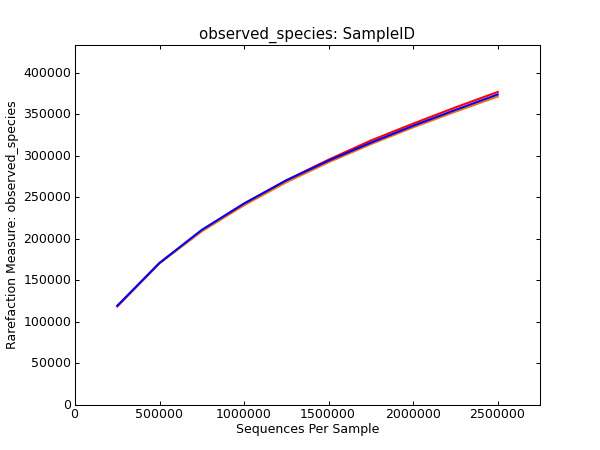 observed_species: SampleID
Rarefaction Measure: observed_species
400000
350000
300000
250000
200000
150000
100000
50000
0
0 500000 1000000 1500000 2000000 2500000
Sequences Per Sample